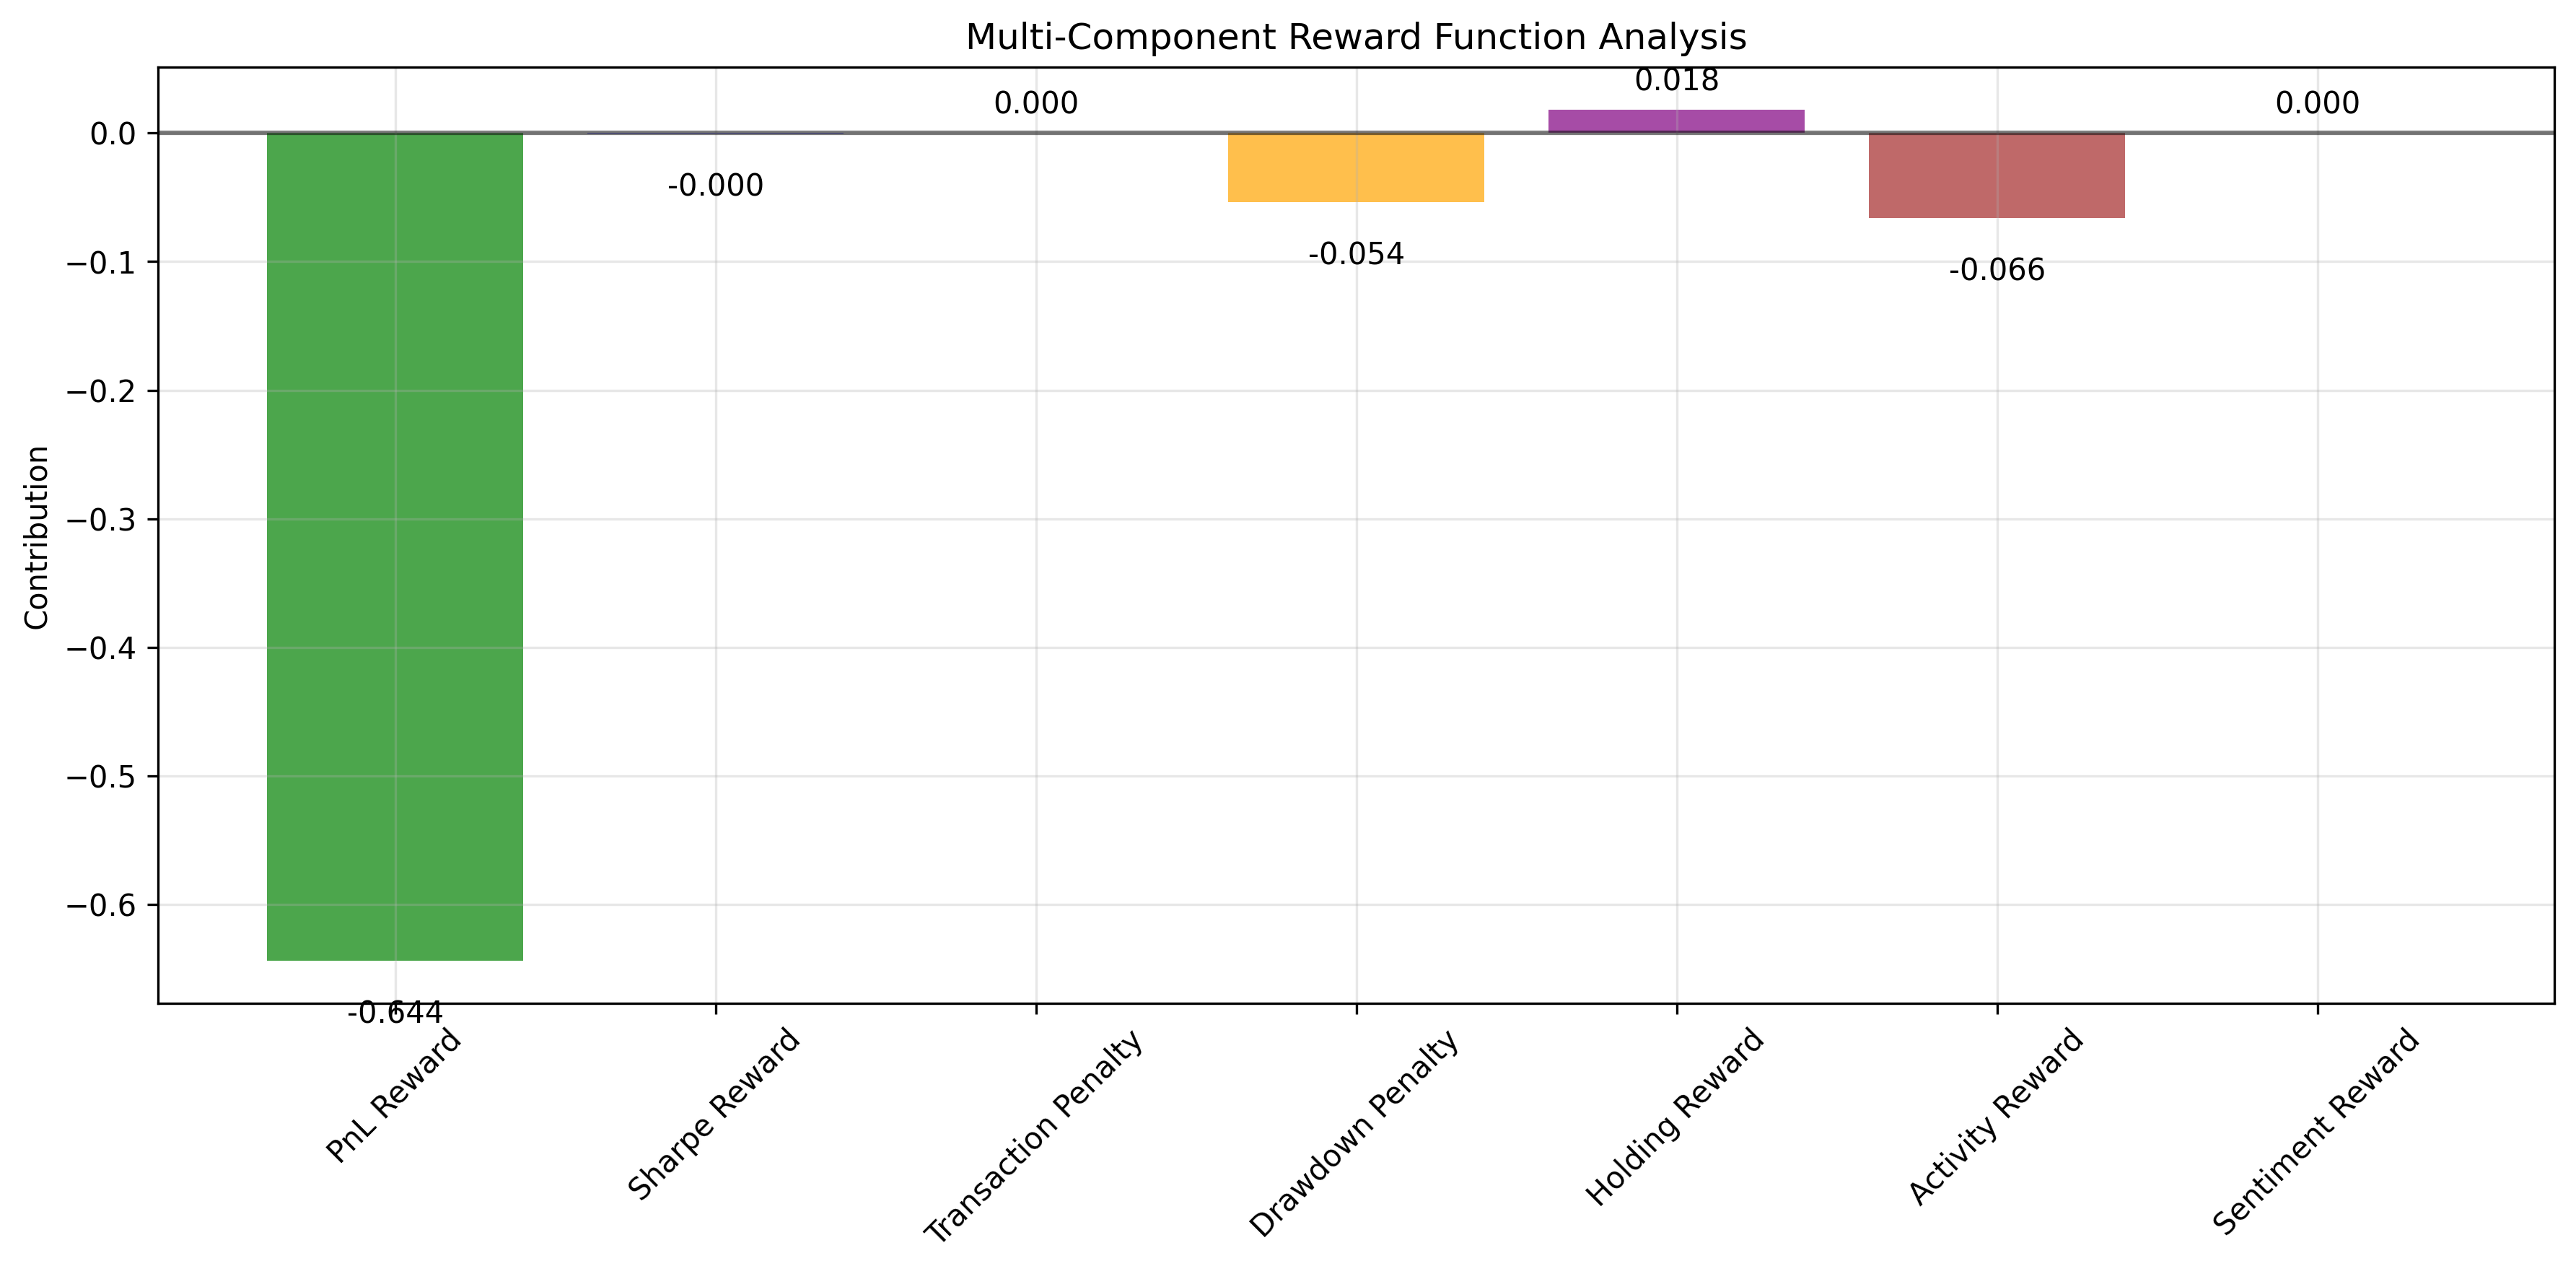 Multi-Component Reward Function Analysis
Contribution
0.0
−0.1
−0.2
−0.3
−0.4
−0.5
−0.6
-0.644
-0.000
0.000
-0.054
0.018
-0.066
0.000
PnL Reward
Sharpe Reward
Transaction Penalty
Drawdown Penalty
Holding Reward
Activity Reward
Sentiment Reward